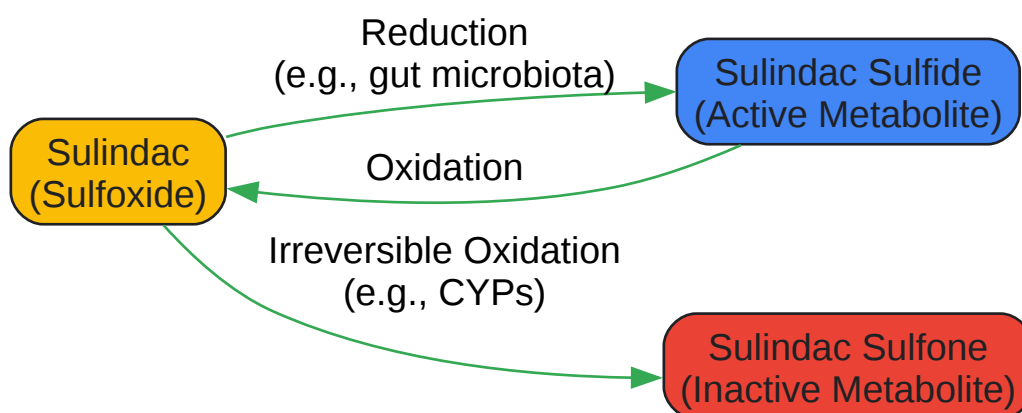 Reduction
(e.g., gut microbiota)
Sulindac Sulfide
(Active Metabolite)
Sulindac
(Sulfoxide)
Oxidation
Irreversible Oxidation
(e.g., CYPs)
Sulindac Sulfone
(Inactive Metabolite)